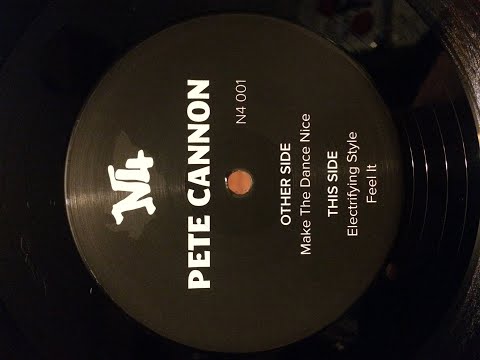 N4
PETE CANNON
N4 001
OTHER SIDE
Make The Dance Nice
THIS SIDE
Electrifying Style
Feel It